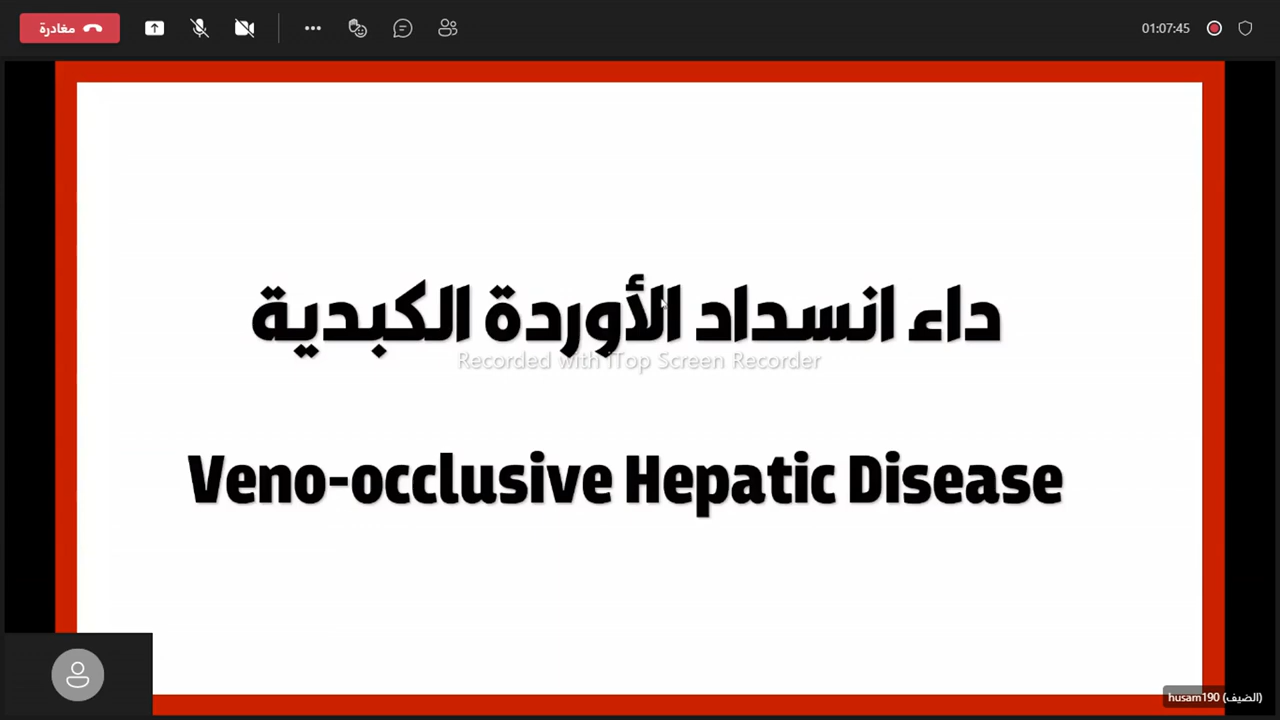 مغادرة
01:07:45
داء انسداد الأوردة الكبدية
Recorded with iTop Screen Recorder
Veno-occlusive Hepatic Disease
husam190 (الضيف)